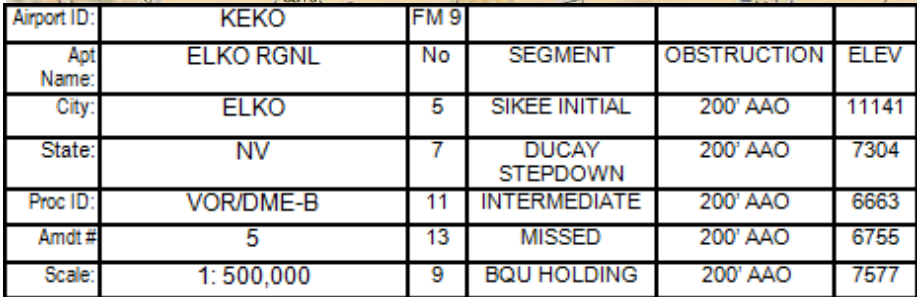 Airport ID: KEKO FM 9
Apt Name: ELKO RGNL No SEGMENT OBSTRUCTION ELEV
City: ELKO 5 SIKEE INITIAL 200' AAO 11141
State: NV 7 DUCAY STEPDOWN 200' AAO 7304
Proc ID: VOR/DME-B 11 INTERMEDIATE 200' AAO 6663
Amdt # 5 13 MISSED 200' AAO 6755
Scale: 1: 500,000 9 BQU HOLDING 200' AAO 7577